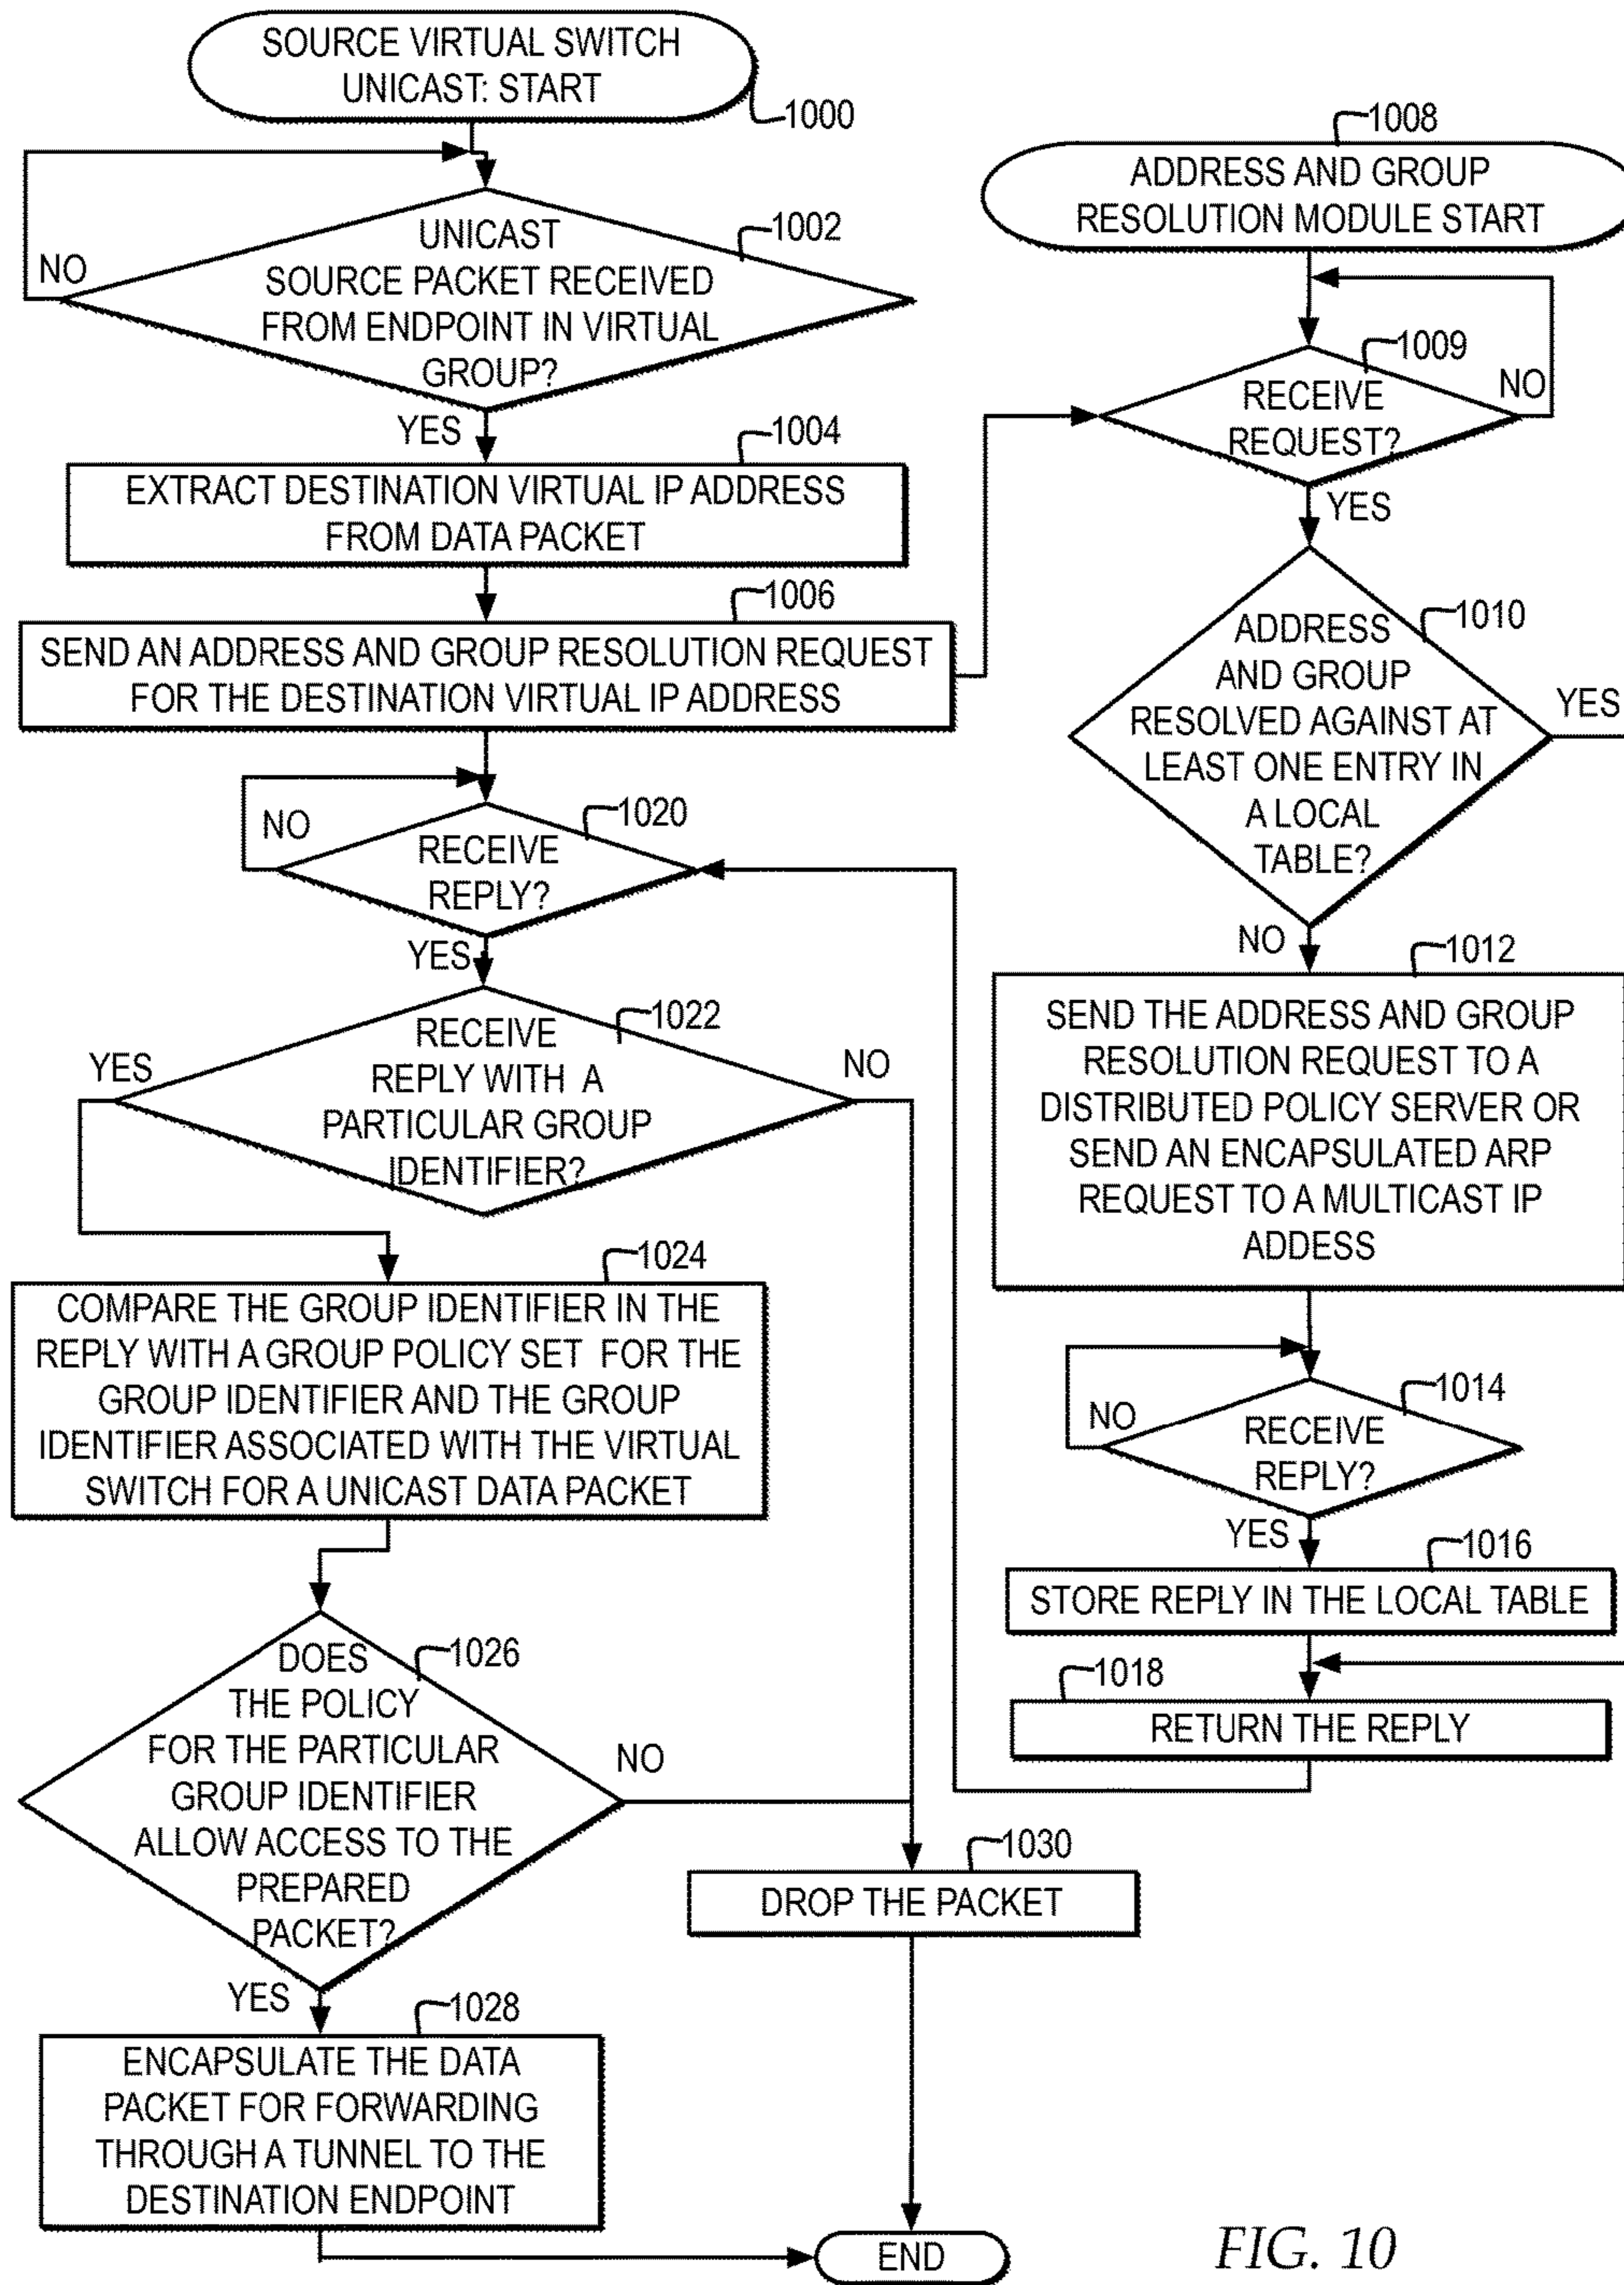 SOURCE VIRTUAL SWITCH
UNICAST: START
1000
NO
UNICAST
SOURCE PACKET RECEIVED
FROM ENDPOINT IN VIRTUAL
GROUP?
1002
YES
1004
EXTRACT DESTINATION VIRTUAL IP ADDRESS
FROM DATA PACKET
1006
SEND AN ADDRESS AND GROUP RESOLUTION REQUEST
FOR THE DESTINATION VIRTUAL IP ADDRESS
NO
1020
RECEIVE
REPLY?
YES
1022
YES
RECEIVE
REPLY WITH A
PARTICULAR GROUP
IDENTIFIER?
NO
1024
COMPARE THE GROUP IDENTIFIER IN THE
REPLY WITH A GROUP POLICY SET FOR THE
GROUP IDENTIFIER AND THE GROUP
IDENTIFIER ASSOCIATED WITH THE VIRTUAL
SWITCH FOR A UNICAST DATA PACKET
1026
DOES
THE POLICY
FOR THE PARTICULAR
GROUP IDENTIFIER
ALLOW ACCESS TO THE
PREPARED
PACKET?
NO
YES
1028
ENCAPSULATE THE DATA
PACKET FOR FORWARDING
THROUGH A TUNNEL TO THE
DESTINATION ENDPOINT
1030
DROP THE PACKET
END
1008
ADDRESS AND GROUP
RESOLUTION MODULE START
1009
RECEIVE
REQUEST?
NO
YES
1010
ADDRESS
AND GROUP
RESOLVED AGAINST AT
LEAST ONE ENTRY IN
A LOCAL
TABLE?
YES
NO
1012
SEND THE ADDRESS AND GROUP
RESOLUTION REQUEST TO A
DISTRIBUTED POLICY SERVER OR
SEND AN ENCAPSULATED ARP
REQUEST TO A MULTICAST IP
ADDESS
1014
NO
RECEIVE
REPLY?
YES
1016
STORE REPLY IN THE LOCAL TABLE
1018
RETURN THE REPLY
FIG. 10